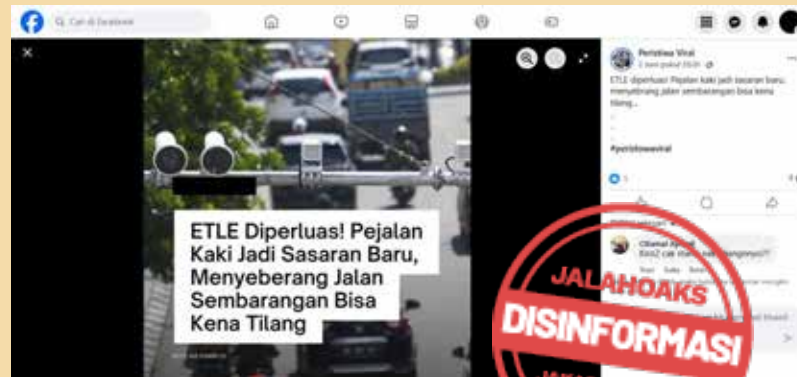 Cari di Facebook
ETLE Diperluas! Pejalan
Kaki Jadi Sasaran Baru,
Menyeberang Jalan
Sembarangan Bisa
Kena Tilang
Peristiwa Viral
ETLE diperluas! Pejalan kaki jadi sasaran baru,
menyebrang jalan sembarangan bisa kena
tilang...
.
.
.
#peristiwaviral
JALAHOAKS
DISINFORMASI